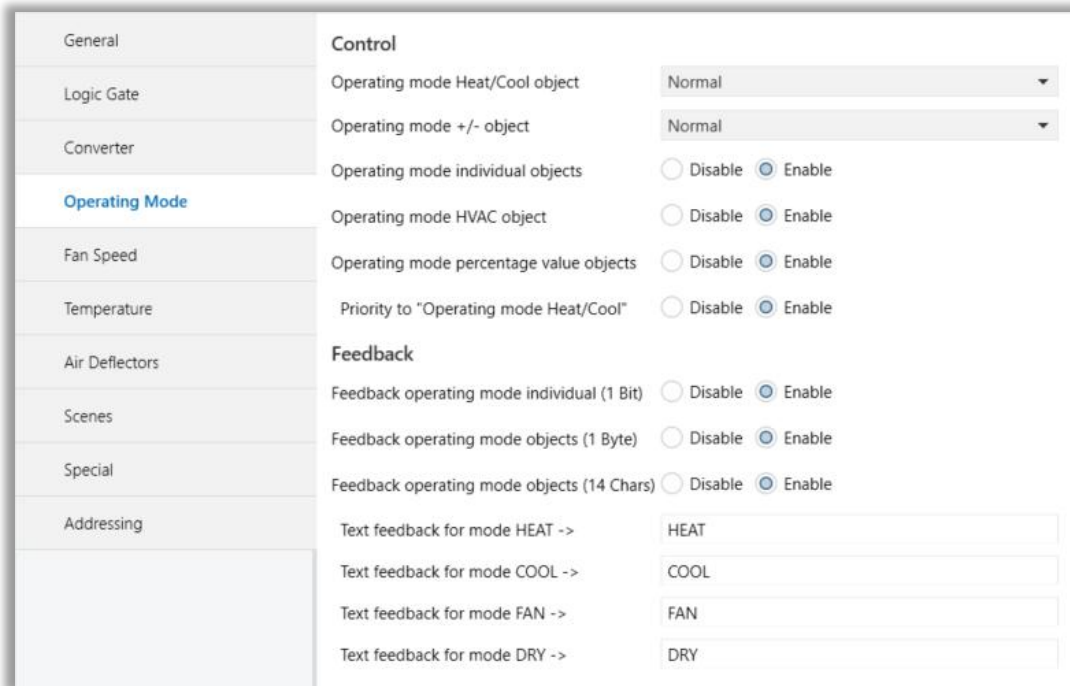 General
Logic Gate
Converter
Operating Mode
Fan Speed
Temperature
Air Deflectors
Scenes
Special
Addressing
Control
Operating mode Heat/Cool object Normal
Operating mode +/- object Normal
Operating mode individual objects Disable Enable
Operating mode HVAC object Disable Enable
Operating mode percentage value objects Disable Enable
Priority to "Operating mode Heat/Cool" Disable Enable
Feedback
Feedback operating mode individual (1 Bit) Disable Enable
Feedback operating mode objects (1 Byte) Disable Enable
Feedback operating mode objects (14 Chars) Disable Enable
Text feedback for mode HEAT -> HEAT
Text feedback for mode COOL -> COOL
Text feedback for mode FAN -> FAN
Text feedback for mode DRY -> DRY